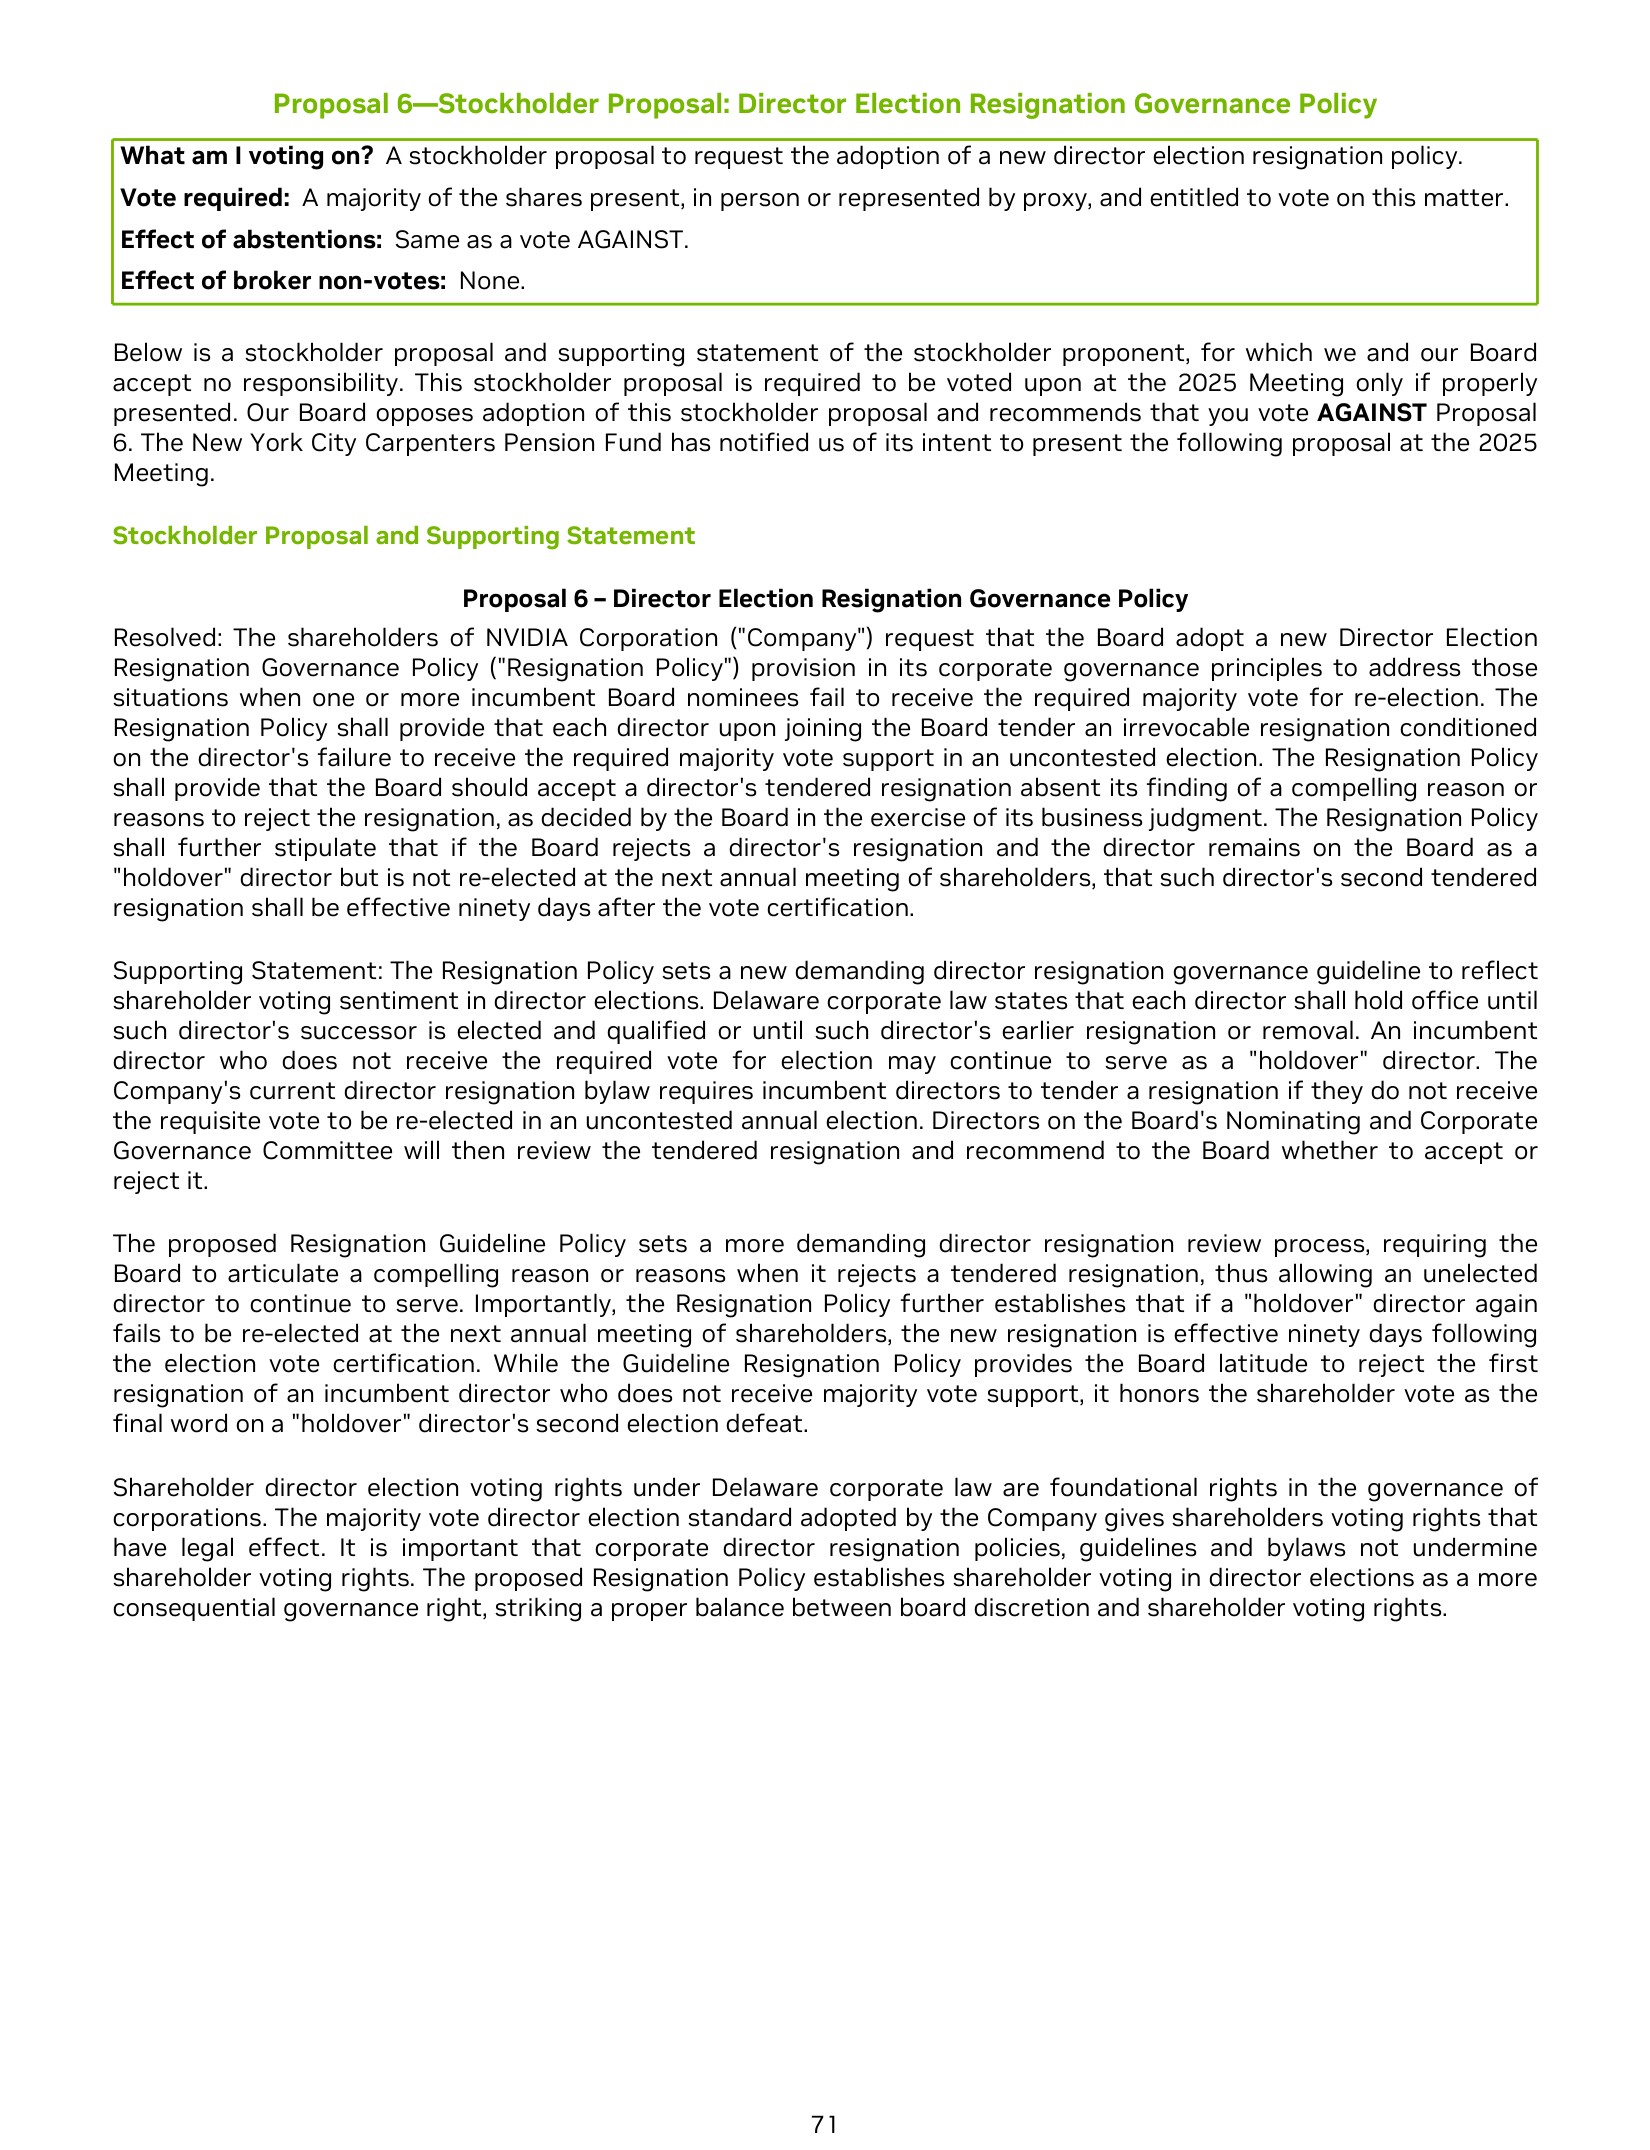 Proposal 6—Stockholder Proposal: Director Election Resignation Governance Policy
What am I voting on? A stockholder proposal to request the adoption of a new director election resignation policy.
Vote required: A majority of the shares present, in person or represented by proxy, and entitled to vote on this matter.
Effect of abstentions: Same as a vote AGAINST.
Effect of broker non-votes: None.
Below is a stockholder proposal and supporting statement of the stockholder proponent, for which we and our Board
accept no responsibility. This stockholder proposal is required to be voted upon at the 2025 Meeting only if properly
presented. Our Board opposes adoption of this stockholder proposal and recommends that you vote AGAINST Proposal
6. The New York City Carpenters Pension Fund has notified us of its intent to present the following proposal at the 2025
Meeting.
Stockholder Proposal and Supporting Statement
Proposal 6 – Director Election Resignation Governance Policy
Resolved: The shareholders of NVIDIA Corporation ("Company") request that the Board adopt a new Director Election
Resignation Governance Policy ("Resignation Policy") provision in its corporate governance principles to address those
situations when one or more incumbent Board nominees fail to receive the required majority vote for re-election. The
Resignation Policy shall provide that each director upon joining the Board tender an irrevocable resignation conditioned
on the director's failure to receive the required majority vote support in an uncontested election. The Resignation Policy
shall provide that the Board should accept a director's tendered resignation absent its finding of a compelling reason or
reasons to reject the resignation, as decided by the Board in the exercise of its business judgment. The Resignation Policy
shall further stipulate that if the Board rejects a director's resignation and the director remains on the Board as a
"holdover" director but is not re-elected at the next annual meeting of shareholders, that such director's second tendered
resignation shall be effective ninety days after the vote certification.
Supporting Statement: The Resignation Policy sets a new demanding director resignation governance guideline to reflect
shareholder voting sentiment in director elections. Delaware corporate law states that each director shall hold office until
such director's successor is elected and qualified or until such director's earlier resignation or removal. An incumbent
director who does not receive the required vote for election may continue to serve as a "holdover" director. The
Company's current director resignation bylaw requires incumbent directors to tender a resignation if they do not receive
the requisite vote to be re-elected in an uncontested annual election. Directors on the Board's Nominating and Corporate
Governance Committee will then review the tendered resignation and recommend to the Board whether to accept or
reject it.
The proposed Resignation Guideline Policy sets a more demanding director resignation review process, requiring the
Board to articulate a compelling reason or reasons when it rejects a tendered resignation, thus allowing an unelected
director to continue to serve. Importantly, the Resignation Policy further establishes that if a "holdover" director again
fails to be re-elected at the next annual meeting of shareholders, the new resignation is effective ninety days following
the election vote certification. While the Guideline Resignation Policy provides the Board latitude to reject the first
resignation of an incumbent director who does not receive majority vote support, it honors the shareholder vote as the
final word on a "holdover" director's second election defeat.
Shareholder director election voting rights under Delaware corporate law are foundational rights in the governance of
corporations. The majority vote director election standard adopted by the Company gives shareholders voting rights that
have legal effect. It is important that corporate director resignation policies, guidelines and bylaws not undermine
shareholder voting rights. The proposed Resignation Policy establishes shareholder voting in director elections as a more
consequential governance right, striking a proper balance between board discretion and shareholder voting rights.
71